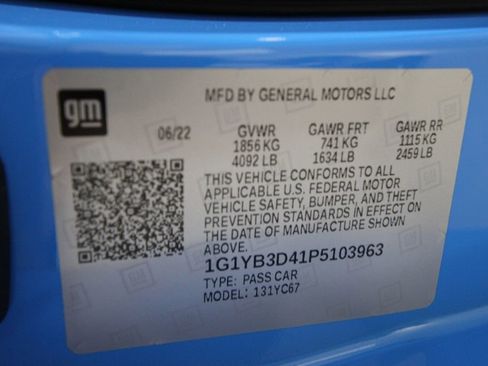 gm
MFD BY GENERAL MOTORS LLC
06/22 GVWR GAWR FRT GAWR RR
1856 KG 741 KG 1115 KG
4092 LB 1634 LB 2459 LB
THIS VEHICLE CONFORMS TO ALL
APPLICABLE U.S. FEDERAL MOTOR
VEHICLE SAFETY, BUMPER, AND THEFT
PREVENTION STANDARDS IN EFFECT ON
THE DATE OF MANUFACTURE SHOWN
ABOVE.
1G1YB3D41P5103963
TYPE: PASS CAR
MODEL: 131YC67